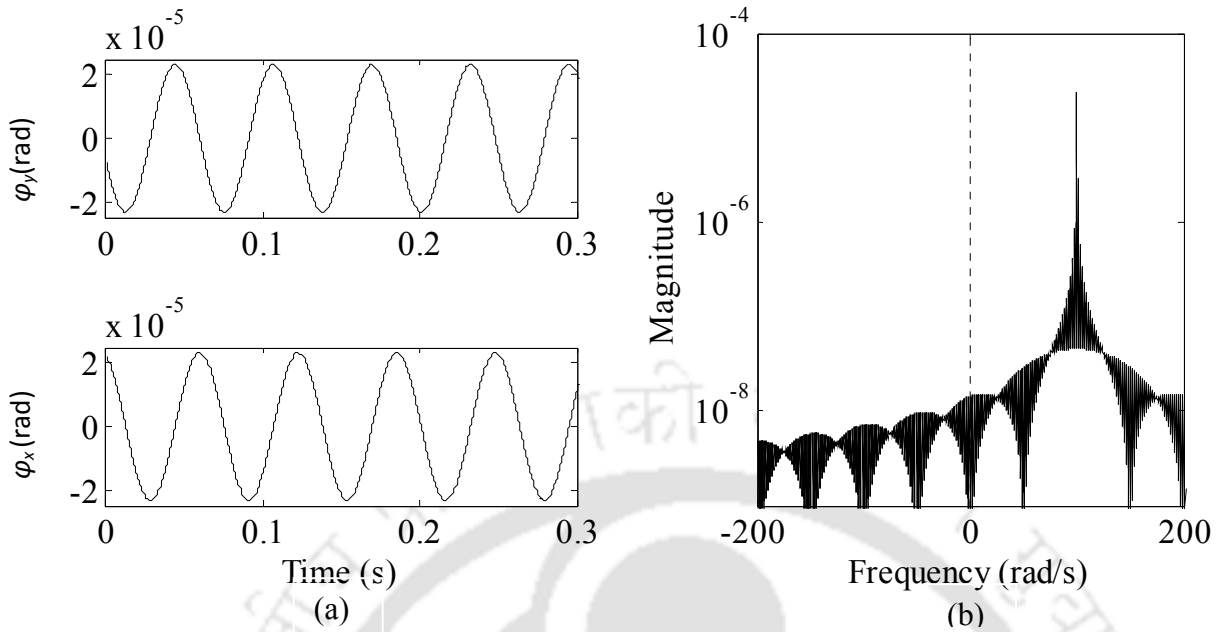 x 10^-5
φ_y(rad)
2
0
-2
0 0.1 0.2 0.3
x 10^-5
φ_x(rad)
2
0
-2
0 0.1 0.2 0.3
Time (s)
(a)
10^-4
10^-6
10^-8
Magnitude
-200 0 200
Frequency (rad/s)
(b)